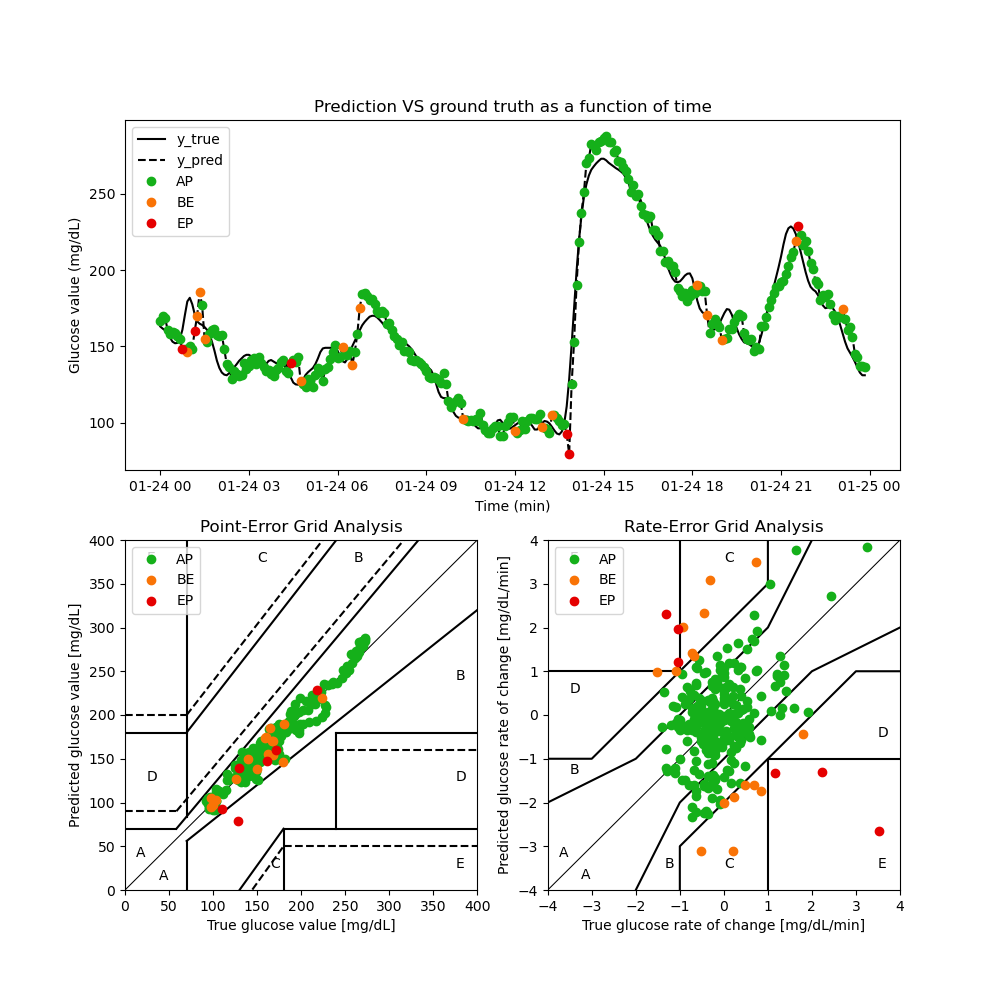 Prediction VS ground truth as a function of time
y_true
y_pred
AP
BE
EP
Glucose value (mg/dL)
250
200
150
100
01-24 00 01-24 03 01-24 06 01-24 09 01-24 12 01-24 15 01-24 18 01-24 21 01-25 00
Time (min)
Point-Error Grid Analysis
AP
BE
EP
C
B
B
D
D
A
A
C
E
Predicted glucose value [mg/dL]
400
350
300
250
200
150
100
50
0
0 50 100 150 200 250 300 350 400
True glucose value [mg/dL]
Rate-Error Grid Analysis
AP
BE
EP
C
D
D
B
A
A
B
C
E
Predicted glucose rate of change [mg/dL/min]
4
3
2
1
0
−1
−2
−3
−4
−4 −3 −2 −1 0 1 2 3 4
True glucose rate of change [mg/dL/min]